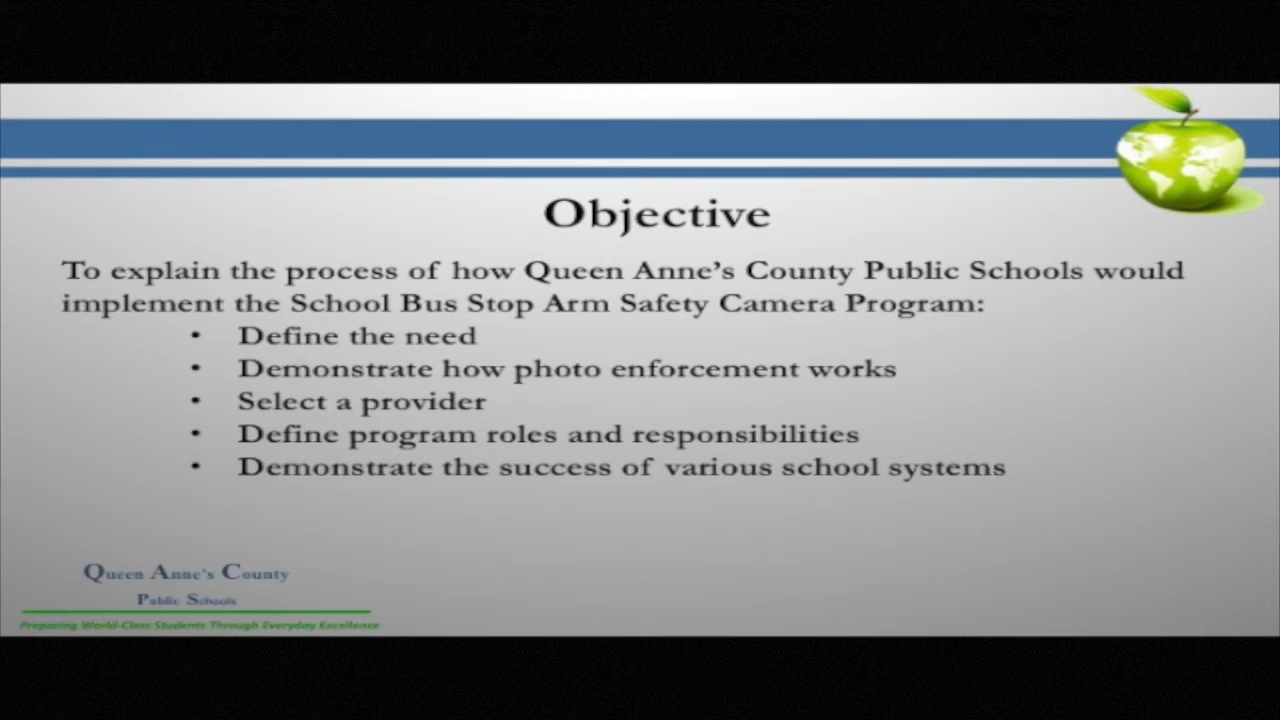 Objective
To explain the process of how Queen Anne's County Public Schools would
implement the School Bus Stop Arm Safety Camera Program:
• Define the need
• Demonstrate how photo enforcement works
• Select a provider
• Define program roles and responsibilities
• Demonstrate the success of various school systems
Queen Anne's County
Public Schools
Preparing World-Class Students Through Everyday Excellence